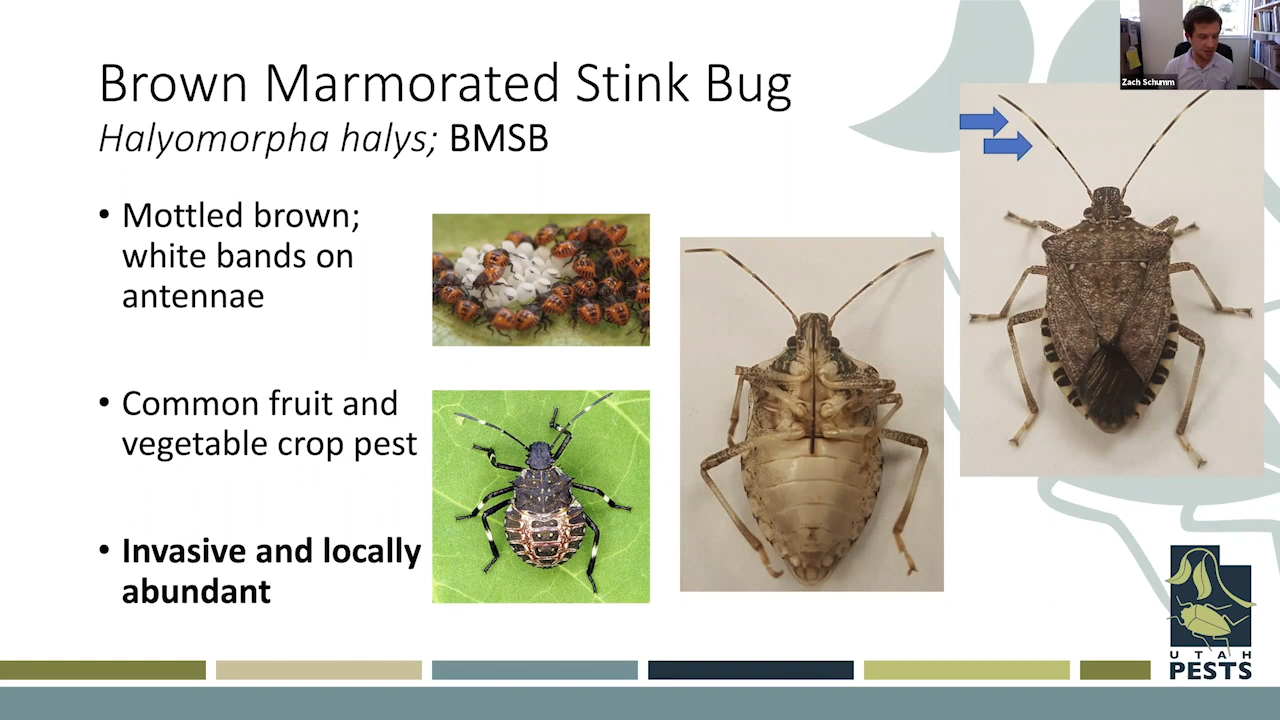 Zach Schumm
Brown Marmorated Stink Bug
Halyomorpha halys; BMSB
• Mottled brown;
white bands on
antennae
• Common fruit and
vegetable crop pest
• Invasive and locally
abundant
UTAH
PESTS